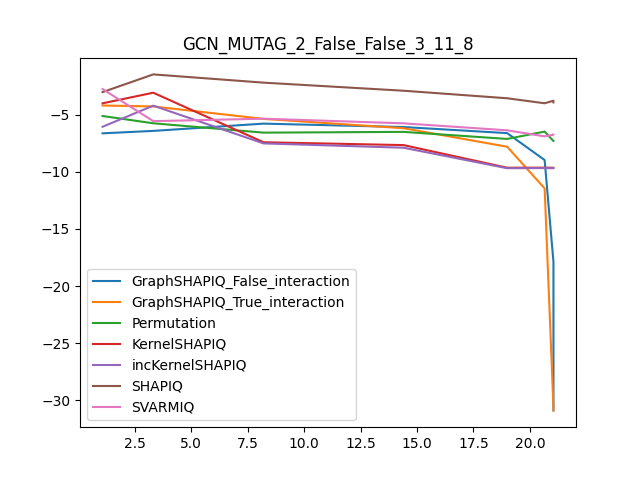 GCN_MUTAG_2_False_False_3_11_8
−5
−10
−15
−20
−25
−30
GraphSHAPIQ_False_interaction
GraphSHAPIQ_True_interaction
Permutation
KernelSHAPIQ
incKernelSHAPIQ
SHAPIQ
SVARMIQ
2.5 5.0 7.5 10.0 12.5 15.0 17.5 20.0